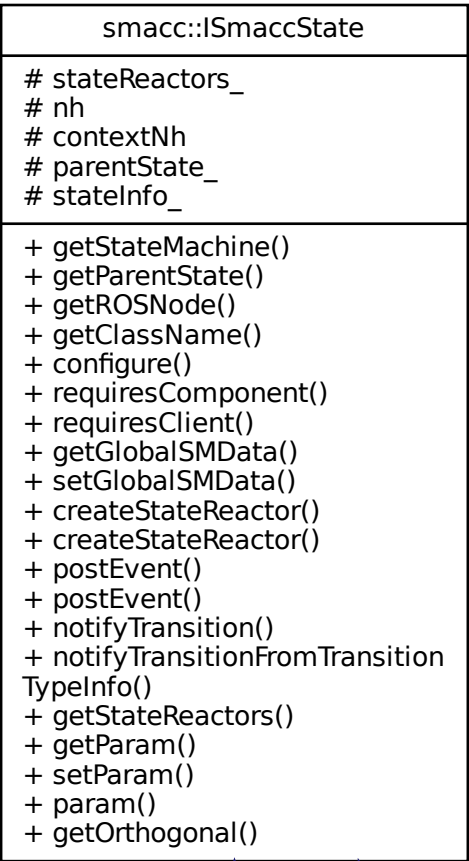 smacc::ISmaccState
# stateReactors_
# nh
# contextNh
# parentState_
# stateInfo_
+ getStateMachine()
+ getParentState()
+ getROSNode()
+ getClassName()
+ configure()
+ requiresComponent()
+ requiresClient()
+ getGlobalSMData()
+ setGlobalSMData()
+ createStateReactor()
+ createStateReactor()
+ postEvent()
+ postEvent()
+ notifyTransition()
+ notifyTransitionFromTransition
TypeInfo()
+ getStateReactors()
+ getParam()
+ setParam()
+ param()
+ getOrthogonal()